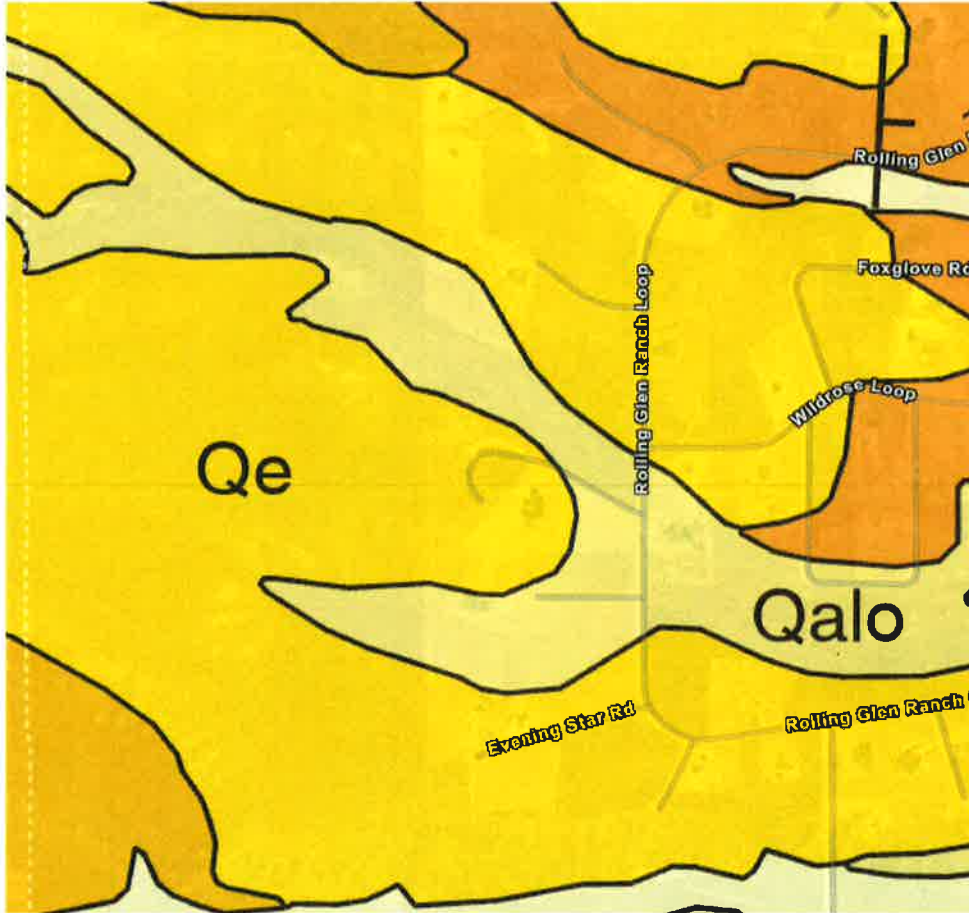 Rolling Glen
Foxglove Rd
Rolling Glen Ranch Loop
Wildrose Loop
Qe
Qalo
Evening Star Rd
Rolling Glen Ranch